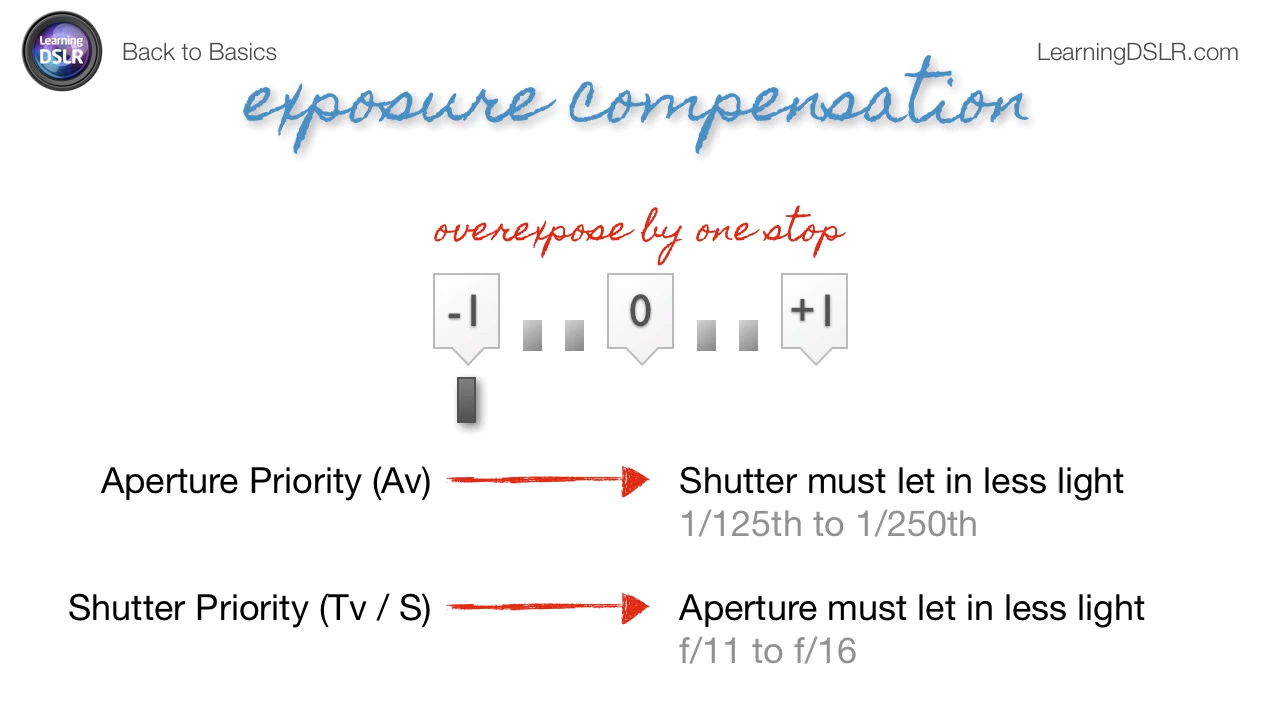 Learning
DSLR
Back to Basics
LearningDSLR.com
exposure compensation
overexpose by one stop
-1 0 +1
Aperture Priority (Av) Shutter must let in less light
1/125th to 1/250th
Shutter Priority (Tv / S) Aperture must let in less light
f/11 to f/16